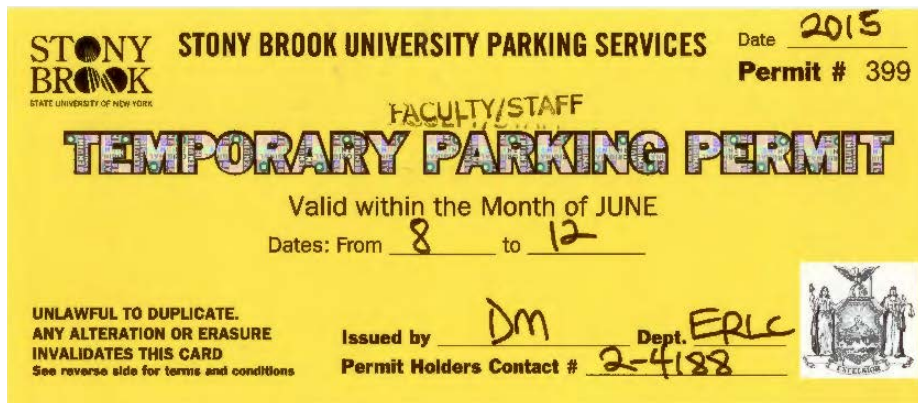 STONY BROOK
STATE UNIVERSITY OF NEW YORK
STONY BROOK UNIVERSITY PARKING SERVICES
Date 2015
Permit # 399
FACULTY/STAFF
TEMPORARY PARKING PERMIT
Valid within the Month of JUNE
Dates: From 8 to 12
UNLAWFUL TO DUPLICATE.
ANY ALTERATION OR ERASURE
INVALIDATES THIS CARD
See reverse side for terms and conditions
Issued by DM Dept. ERLC
Permit Holders Contact # 2-4188
EXCELSIOR